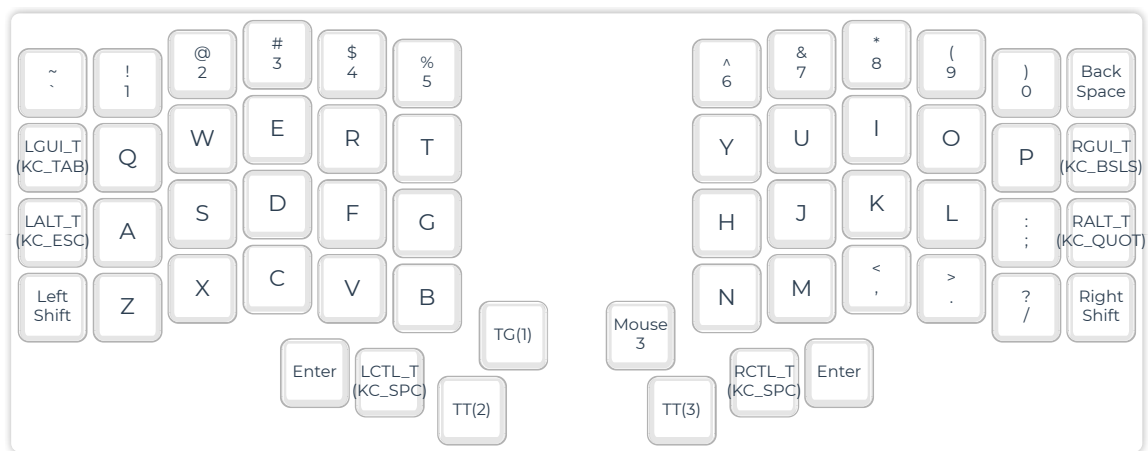 ~
`
!
1
@
2
#
3
$
4
%
5
^
6
&
7
*
8
(
9
)
0
Back
Space
LGUI_T
(KC_TAB)
Q
W
E
R
T
Y
U
I
O
P
RGUI_T
(KC_BSLS)
LALT_T
(KC_ESC)
A
S
D
F
G
H
J
K
L
:
;
RALT_T
(KC_QUOT)
Left
Shift
Z
X
C
V
B
N
M
<
,
>
.
?
/
Right
Shift
TG(1)
Mouse
3
Enter
LCTL_T
(KC_SPC)
TT(2)
TT(3)
RCTL_T
(KC_SPC)
Enter